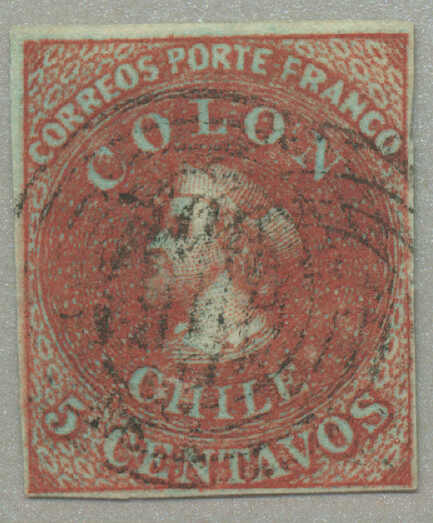 CORREOS PORTE FRANCO
COLON
CHILE
5 CENTAVOS